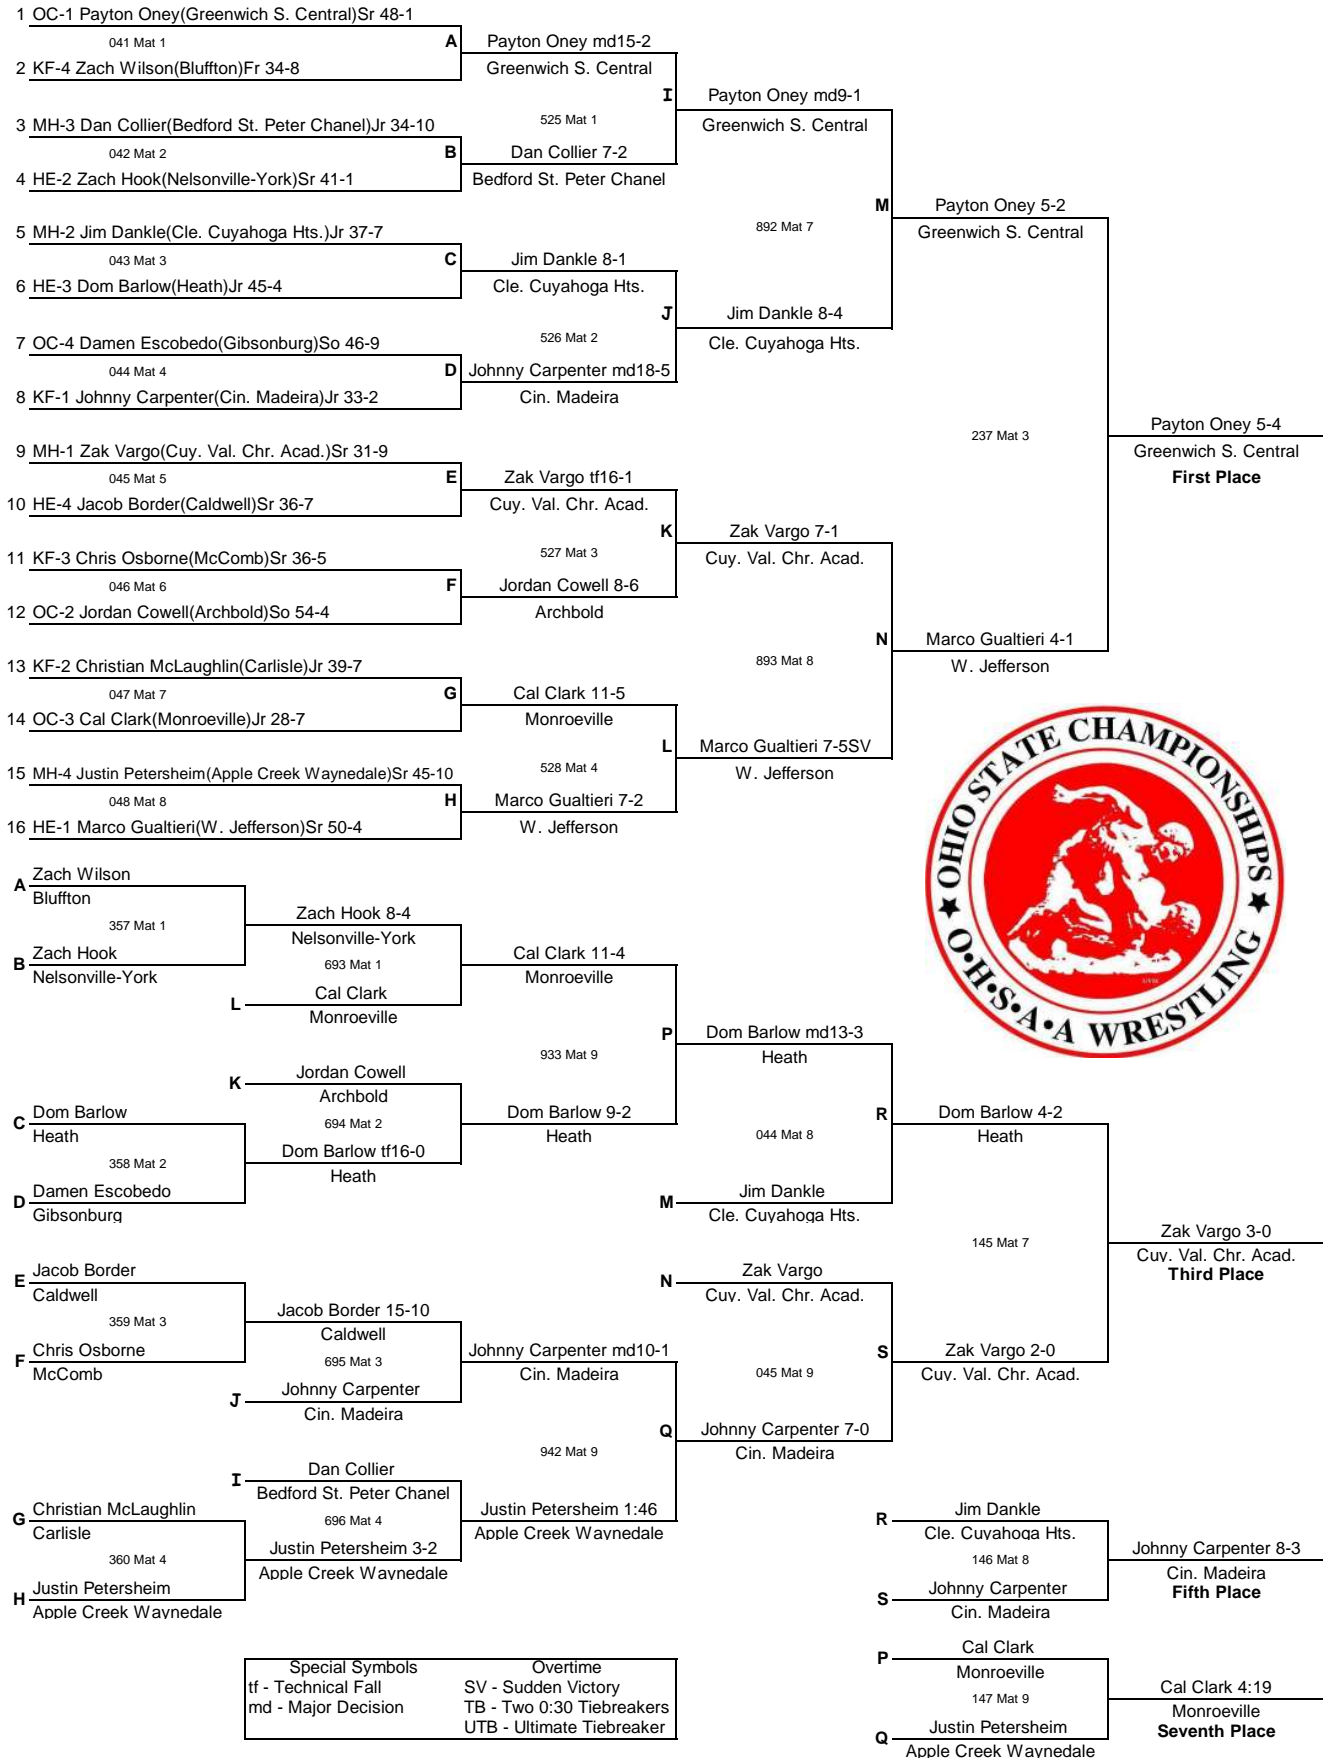 1 OC-1 Payton Oney(Greenwich S. Central)Sr 48-1
041 Mat 1
A
2 KF-4 Zach Wilson(Bluffton)Fr 34-8
Payton Oney md15-2
Greenwich S. Central
525 Mat 1
I
3 MH-3 Dan Collier(Bedford St. Peter Chanel)Jr 34-10
042 Mat 2
B
4 HE-2 Zach Hook(Nelsonville-York)Sr 41-1
Dan Collier 7-2
Bedford St. Peter Chanel
Payton Oney md9-1
Greenwich S. Central
892 Mat 7
M
5 MH-2 Jim Dankle(Cle. Cuyahoga Hts.)Jr 37-7
043 Mat 3
C
6 HE-3 Dom Barlow(Heath)Jr 45-4
Jim Dankle 8-1
Cle. Cuyahoga Hts.
526 Mat 2
J
7 OC-4 Damen Escobedo(Gibsonburg)So 46-9
044 Mat 4
D
8 KF-1 Johnny Carpenter(Cin. Madeira)Jr 33-2
Johnny Carpenter md18-5
Cin. Madeira
Jim Dankle 8-4
Cle. Cuyahoga Hts.
Payton Oney 5-2
Greenwich S. Central
237 Mat 3
Payton Oney 5-4
Greenwich S. Central
First Place
9 MH-1 Zak Vargo(Cuy. Val. Chr. Acad.)Sr 31-9
045 Mat 5
E
10 HE-4 Jacob Border(Caldwell)Sr 36-7
Zak Vargo tf16-1
Cuy. Val. Chr. Acad.
527 Mat 3
K
11 KF-3 Chris Osborne(McComb)Sr 36-5
046 Mat 6
F
12 OC-2 Jordan Cowell(Archbold)So 54-4
Jordan Cowell 8-6
Archbold
Zak Vargo 7-1
Cuy. Val. Chr. Acad.
893 Mat 8
N
13 KF-2 Christian McLaughlin(Carlisle)Jr 39-7
047 Mat 7
G
14 OC-3 Cal Clark(Monroeville)Jr 28-7
Cal Clark 11-5
Monroeville
528 Mat 4
L
15 MH-4 Justin Petersheim(Apple Creek Waynedale)Sr 45-10
048 Mat 8
H
16 HE-1 Marco Gualtieri(W. Jefferson)Sr 50-4
Marco Gualtieri 7-2
W. Jefferson
Marco Gualtieri 7-5SV
W. Jefferson
Marco Gualtieri 4-1
W. Jefferson
OHIO STATE CHAMPIONSHIPS
★ O•H•S•A•A WRESTLING ★
A Zach Wilson
Bluffton
357 Mat 1
B Zach Hook
Nelsonville-York
Zach Hook 8-4
Nelsonville-York
693 Mat 1
L Cal Clark
Monroeville
Cal Clark 11-4
Monroeville
933 Mat 9
P
K Jordan Cowell
Archbold
694 Mat 2
C Dom Barlow
Heath
358 Mat 2
D Damen Escobedo
Gibsonburg
Dom Barlow tf16-0
Heath
Dom Barlow 9-2
Heath
Dom Barlow md13-3
Heath
044 Mat 8
R
M Jim Dankle
Cle. Cuyahoga Hts.
Dom Barlow 4-2
Heath
145 Mat 7
Zak Vargo 3-0
Cuy. Val. Chr. Acad.
Third Place
E Jacob Border
Caldwell
359 Mat 3
F Chris Osborne
McComb
Jacob Border 15-10
Caldwell
695 Mat 3
J Johnny Carpenter
Cin. Madeira
Johnny Carpenter md10-1
Cin. Madeira
942 Mat 9
Q
N Zak Vargo
Cuy. Val. Chr. Acad.
045 Mat 9
S
Zak Vargo 2-0
Cuy. Val. Chr. Acad.
Johnny Carpenter 7-0
Cin. Madeira
I Dan Collier
Bedford St. Peter Chanel
696 Mat 4
G Christian McLaughlin
Carlisle
360 Mat 4
H Justin Petersheim
Apple Creek Waynedale
Justin Petersheim 3-2
Apple Creek Waynedale
Justin Petersheim 1:46
Apple Creek Waynedale
R Jim Dankle
Cle. Cuyahoga Hts.
146 Mat 8
S Johnny Carpenter
Cin. Madeira
Johnny Carpenter 8-3
Cin. Madeira
Fifth Place
P Cal Clark
Monroeville
147 Mat 9
Q Justin Petersheim
Apple Creek Waynedale
Cal Clark 4:19
Monroeville
Seventh Place
Special Symbols Overtime
tf - Technical Fall SV - Sudden Victory
md - Major Decision TB - Two 0:30 Tiebreakers
UTB - Ultimate Tiebreaker